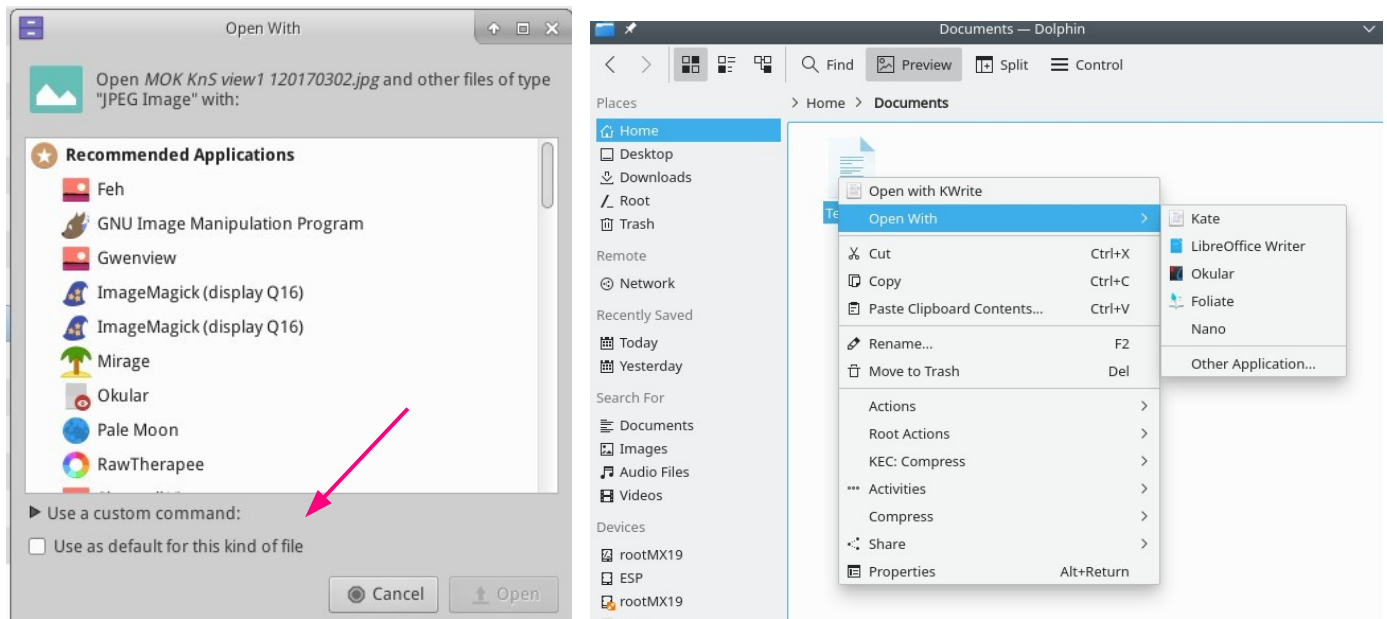 Open With
Open MOK KnS view1 120170302.jpg and other files of type
"JPEG Image" with:
Recommended Applications
Feh
GNU Image Manipulation Program
Gwenview
ImageMagick (display Q16)
ImageMagick (display Q16)
Mirage
Okular
Pale Moon
RawTherapee
Use a custom command:
Use as default for this kind of file
Cancel
Open
Documents — Dolphin
Find
Preview
Split
Control
Places
Home
Desktop
Downloads
Root
Trash
Remote
Network
Recently Saved
Today
Yesterday
Search For
Documents
Images
Audio Files
Videos
Devices
rootMX19
ESP
rootMX19
> Home > Documents
Open with KWrite
Open With
Cut Ctrl+X
Copy Ctrl+C
Paste Clipboard Contents... Ctrl+V
Rename... F2
Move to Trash Del
Actions
Root Actions
KEC: Compress
Activities
Compress
Share
Properties Alt+Return
Kate
LibreOffice Writer
Okular
Foliate
Nano
Other Application...